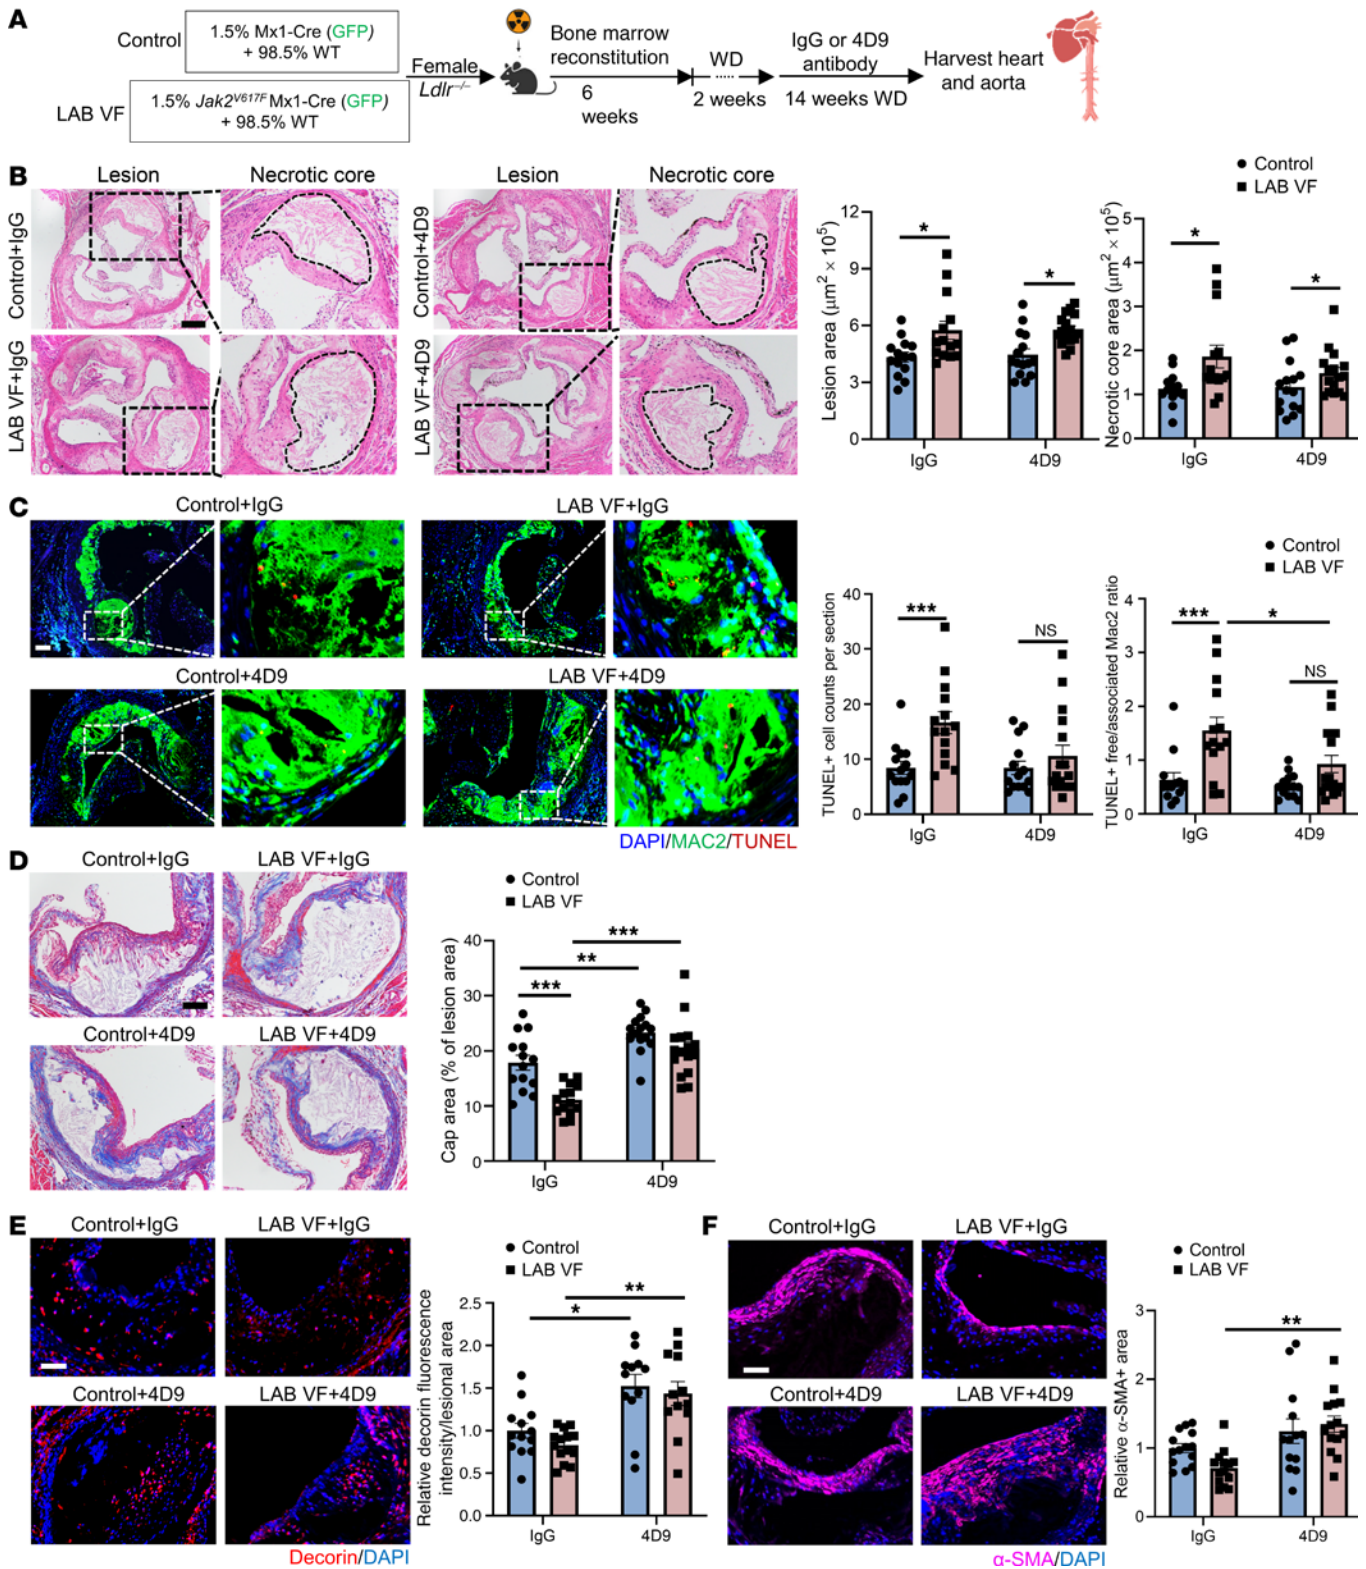 A
Control
1.5% Mx1-Cre (GFP)
+ 98.5% WT
LAB VF
1.5% Jak2V617F Mx1-Cre (GFP)
+ 98.5% WT
Female
Ldlr–/–
Bone marrow
reconstitution
6
weeks
WD
2 weeks
IgG or 4D9
antibody
14 weeks WD
Harvest heart
and aorta
B
Lesion
Necrotic core
Lesion
Necrotic core
Control+IgG
LAB VF+IgG
Control+4D9
LAB VF+4D9
Control
LAB VF
Lesion area (μm2 × 105)
12
9
6
3
0
*
*
IgG
4D9
Necrotic core area (μm2 × 105)
5
4
3
2
1
0
*
*
IgG
4D9
C
Control+IgG
LAB VF+IgG
Control+4D9
LAB VF+4D9
DAPI/MAC2/TUNEL
Control
LAB VF
TUNEL+ cell counts per section
40
30
20
10
0
***
NS
IgG
4D9
TUNEL+ free/associated Mac2 ratio
4
3
2
1
0
***
*
NS
IgG
4D9
D
Control+IgG
LAB VF+IgG
Control+4D9
LAB VF+4D9
Control
LAB VF
Cap area (% of lesion area)
40
30
20
10
0
***
**
***
IgG
4D9
E
Control+IgG
LAB VF+IgG
Control+4D9
LAB VF+4D9
Decorin/DAPI
Control
LAB VF
Relative decorin fluorescence
intensity/lesional area
2.5
2.0
1.5
1.0
0.5
0.0
**
*
IgG
4D9
F
Control+IgG
LAB VF+IgG
Control+4D9
LAB VF+4D9
α-SMA/DAPI
Control
LAB VF
Relative α-SMA+ area
3
2
1
0
**
IgG
4D9